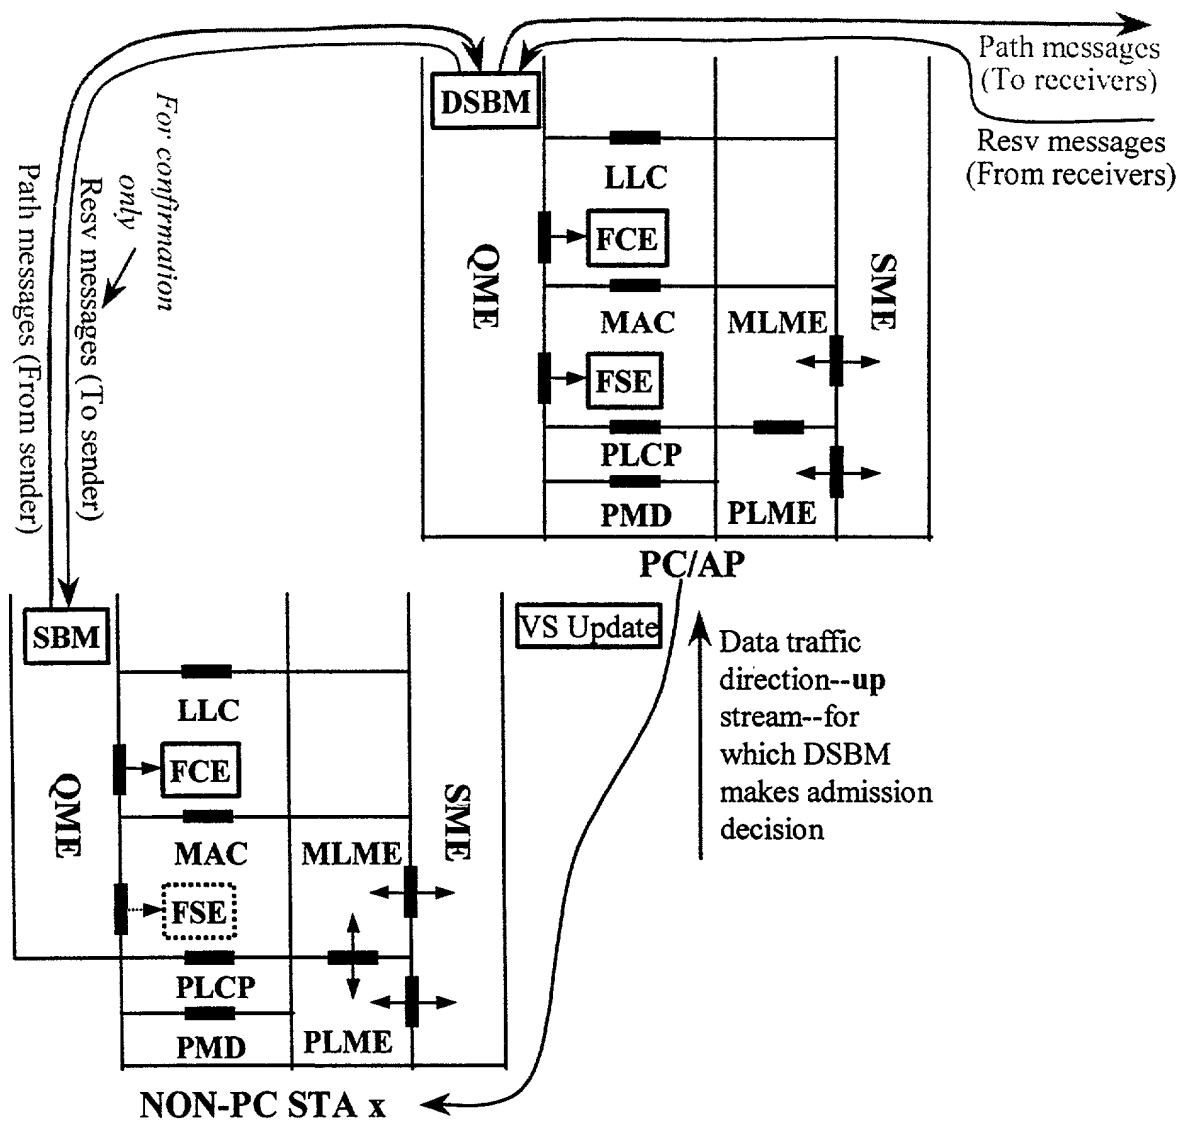 Path messages
(To receivers)
DSBM
Resv messages
(From receivers)
For confirmation
only
Resv messages (To sender)
Path messages (From sender)
LLC
FCE
QME
SME
MAC
MLME
FSE
PLCP
PMD
PLME
PC/AP
SBM
VS Update
Data traffic
direction--up
stream--for
which DSBM
makes admission
decision
LLC
FCE
QME
SME
MAC
MLME
FSE
PLCP
PMD
PLME
NON-PC STA x